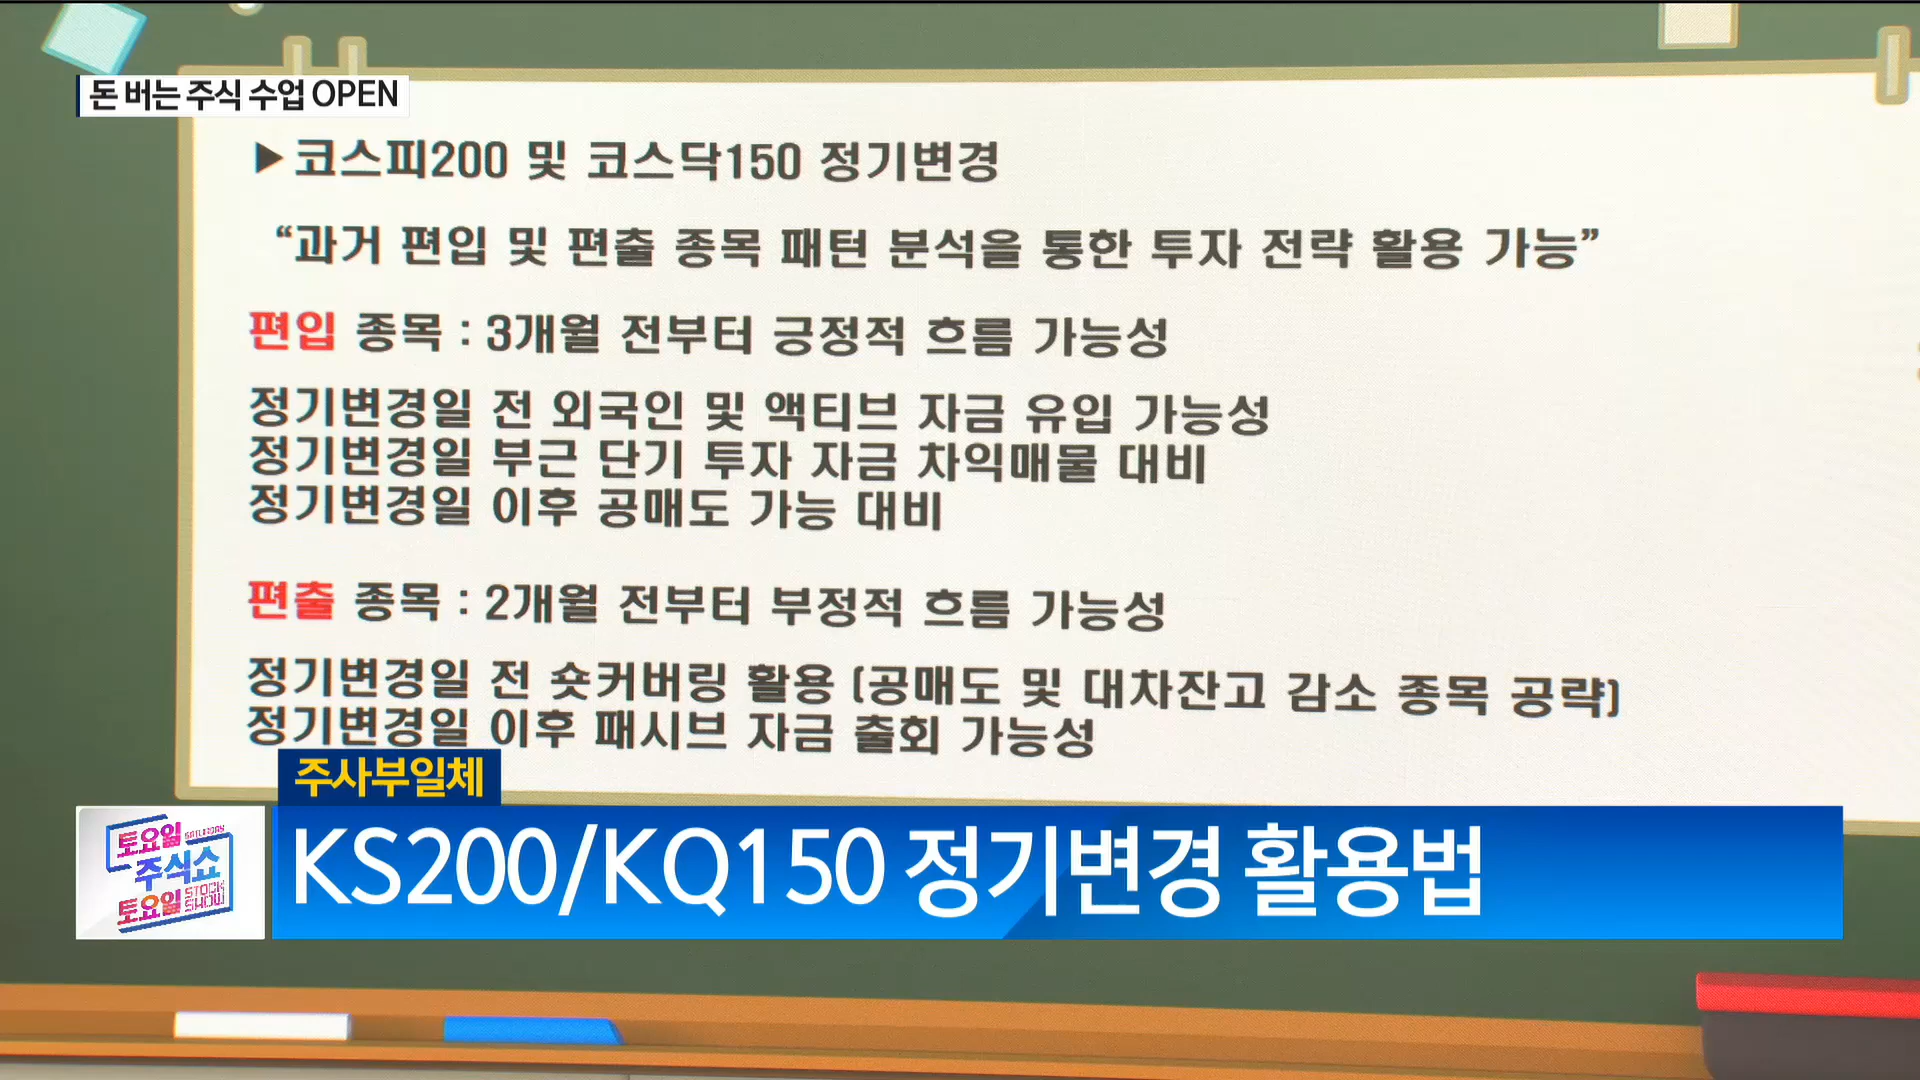 돈 버는 주식 수업 OPEN
▶코스피200 및 코스닥150 정기변경
“과거 편입 및 편출 종목 패턴 분석을 통한 투자 전략 활용 가능”
편입 종목 : 3개월 전부터 긍정적 흐름 가능성
정기변경일 전 외국인 및 액티브 자금 유입 가능성
정기변경일 부근 단기 투자 자금 차익매물 대비
정기변경일 이후 공매도 가능 대비
편출 종목 : 2개월 전부터 부정적 흐름 가능성
정기변경일 전 숏커버링 활용 (공매도 및 대차잔고 감소 종목 공략)
정기변경일 이후 패시브 자금 출회 가능성
주사부일체
KS200/KQ150 정기변경 활용법
토요일 SATURDAY
주식쇼
토요일 STOCK SHOW